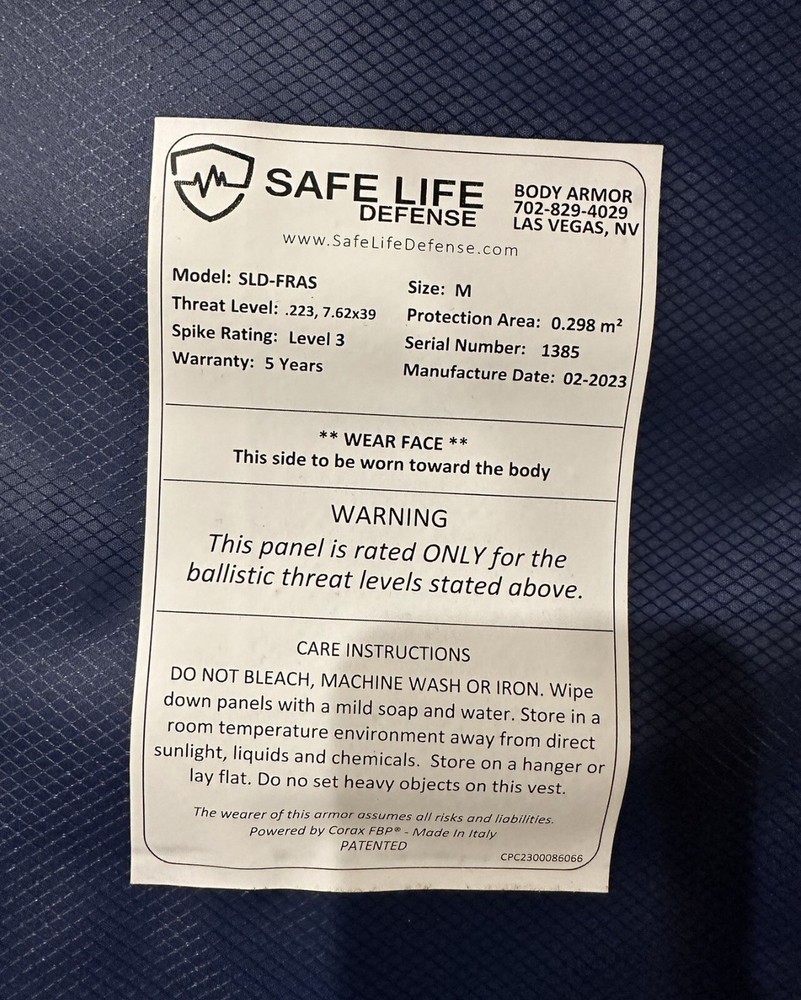 SAFE LIFE
DEFENSE
BODY ARMOR
702-829-4029
LAS VEGAS, NV
www.SafeLifeDefense.com
Model: SLD-FRAS
Threat Level: .223, 7.62x39
Spike Rating: Level 3
Warranty: 5 Years
Size: M
Protection Area: 0.298 m²
Serial Number: 1385
Manufacture Date: 02-2023
** WEAR FACE **
This side to be worn toward the body
WARNING
This panel is rated ONLY for the
ballistic threat levels stated above.
CARE INSTRUCTIONS
DO NOT BLEACH, MACHINE WASH OR IRON. Wipe
down panels with a mild soap and water. Store in a
room temperature environment away from direct
sunlight, liquids and chemicals. Store on a hanger or
lay flat. Do no set heavy objects on this vest.
The wearer of this armor assumes all risks and liabilities.
Powered by Corax FBP® - Made In Italy
PATENTED
CPC2300086066